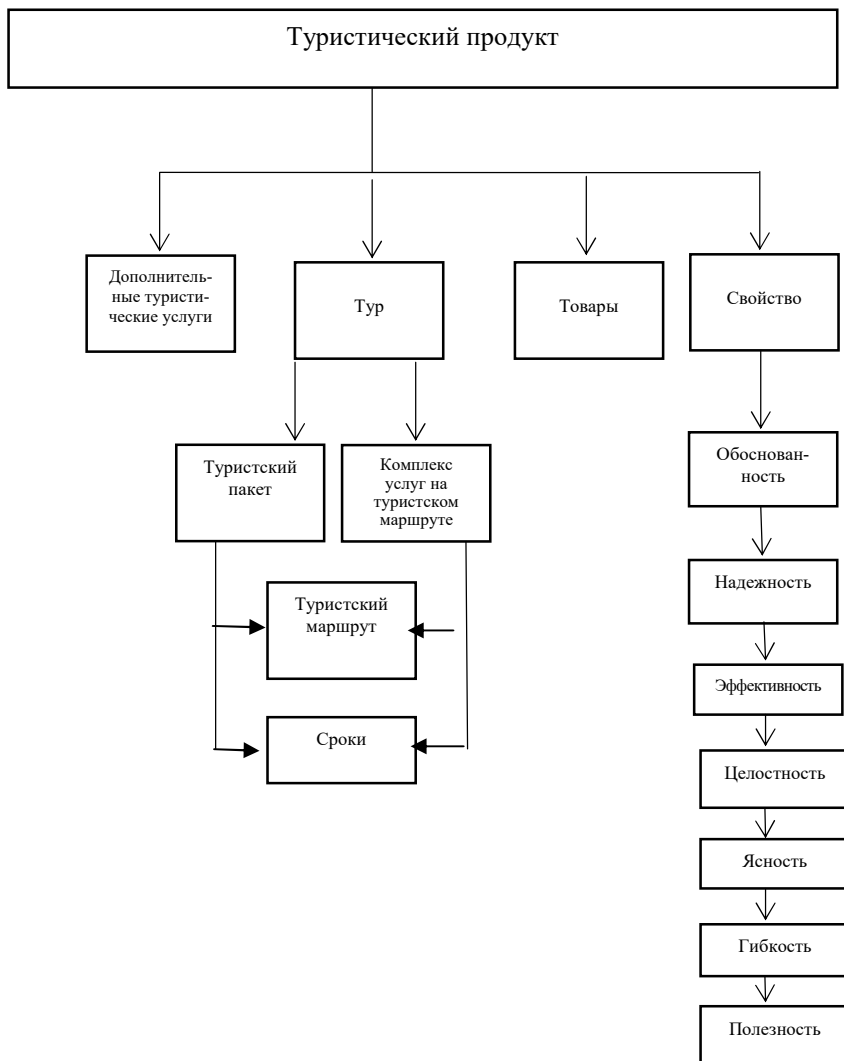 Туристический продукт
Дополнитель-
ные туристи-
ческие услуги
Тур
Товары
Свойство
Туристский
пакет
Комплекс
услуг на
туристском
маршруте
Обоснован-
ность
Туристский
маршрут
Надежность
Эффективность
Сроки
Целостность
Ясность
Гибкость
Полезность